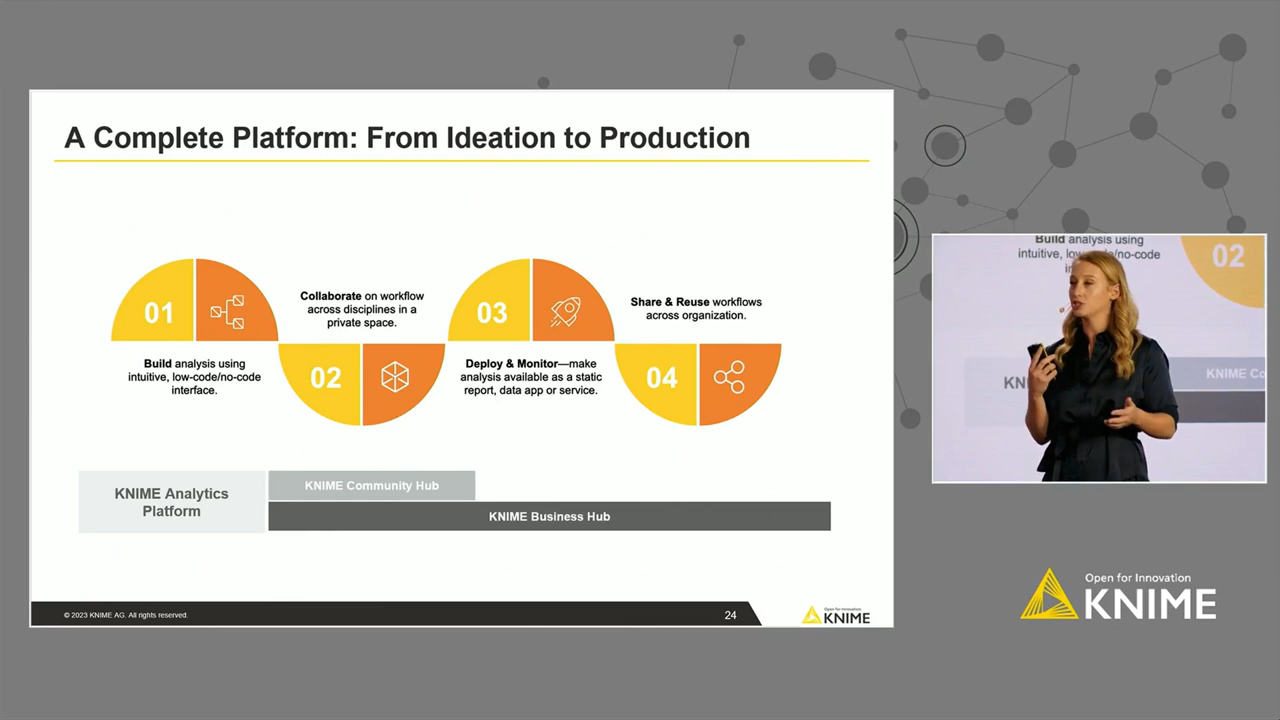 A Complete Platform: From Ideation to Production
01
Build analysis using
intuitive, low-code/no-code
interface.
Collaborate on workflow
across disciplines in a
private space.
02
03
Deploy & Monitor—make
analysis available as a static
report, data app or service.
Share & Reuse workflows
across organization.
04
KNIME Analytics
Platform
KNIME Community Hub
KNIME Business Hub
© 2023 KNIME AG. All rights reserved.
24
Open for Innovation
KNIME
Build analysis using
intuitive, low-code/no-code
02
KNIME Co
Open for Innovation
KNIME